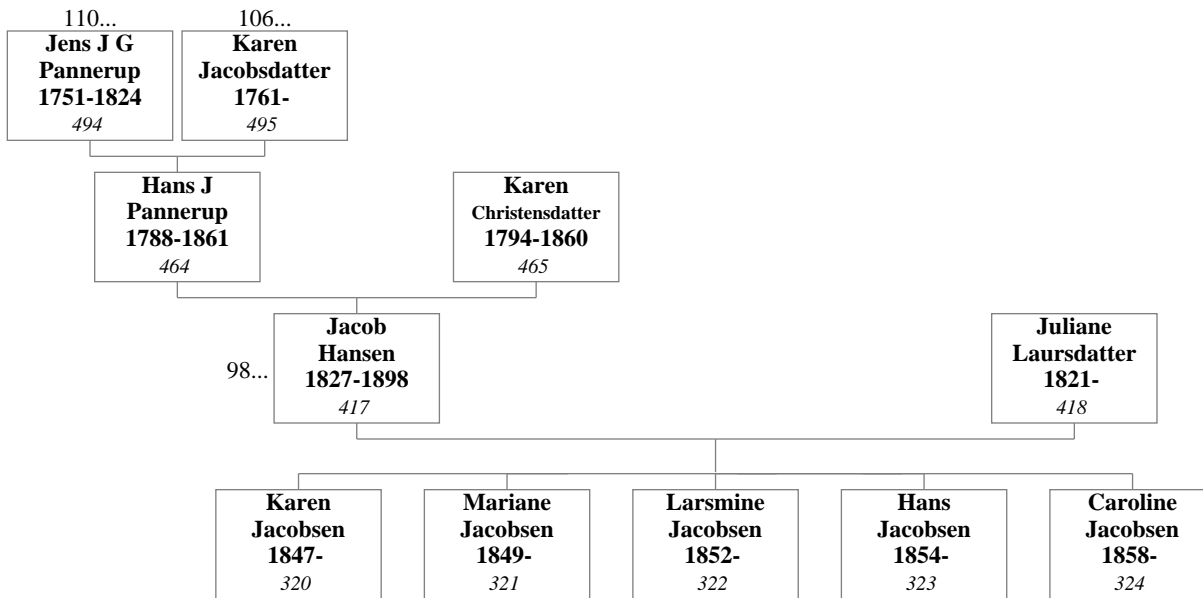 110...
106...
Jens J G
Pannerup
1751-1824
494
Karen
Jacobsdatter
1761-
495
Hans J
Pannerup
1788-1861
464
Karen
Christensdatter
1794-1860
465
98...
Jacob
Hansen
1827-1898
417
Juliane
Laursdatter
1821-
418
Karen
Jacobsen
1847-
320
Mariane
Jacobsen
1849-
321
Larsmine
Jacobsen
1852-
322
Hans
Jacobsen
1854-
323
Caroline
Jacobsen
1858-
324